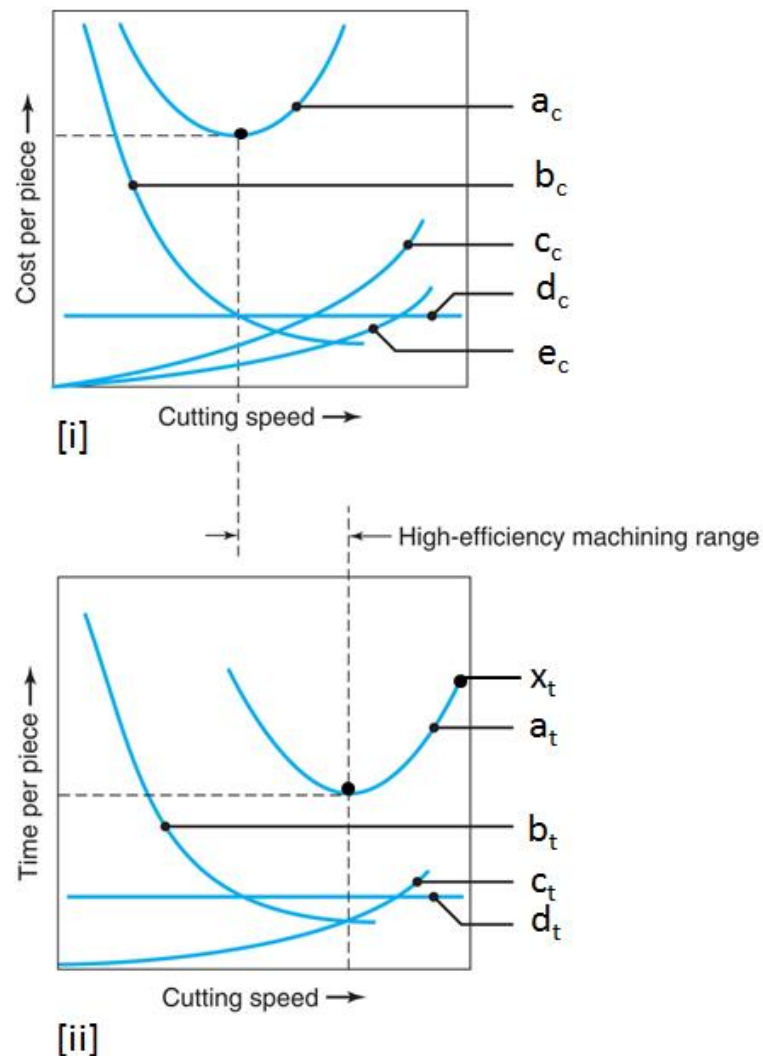 Cost per piece
a_c
b_c
c_c
d_c
e_c
Cutting speed
[i]
High-efficiency machining range
Time per piece
x_t
a_t
b_t
c_t
d_t
Cutting speed
[ii]